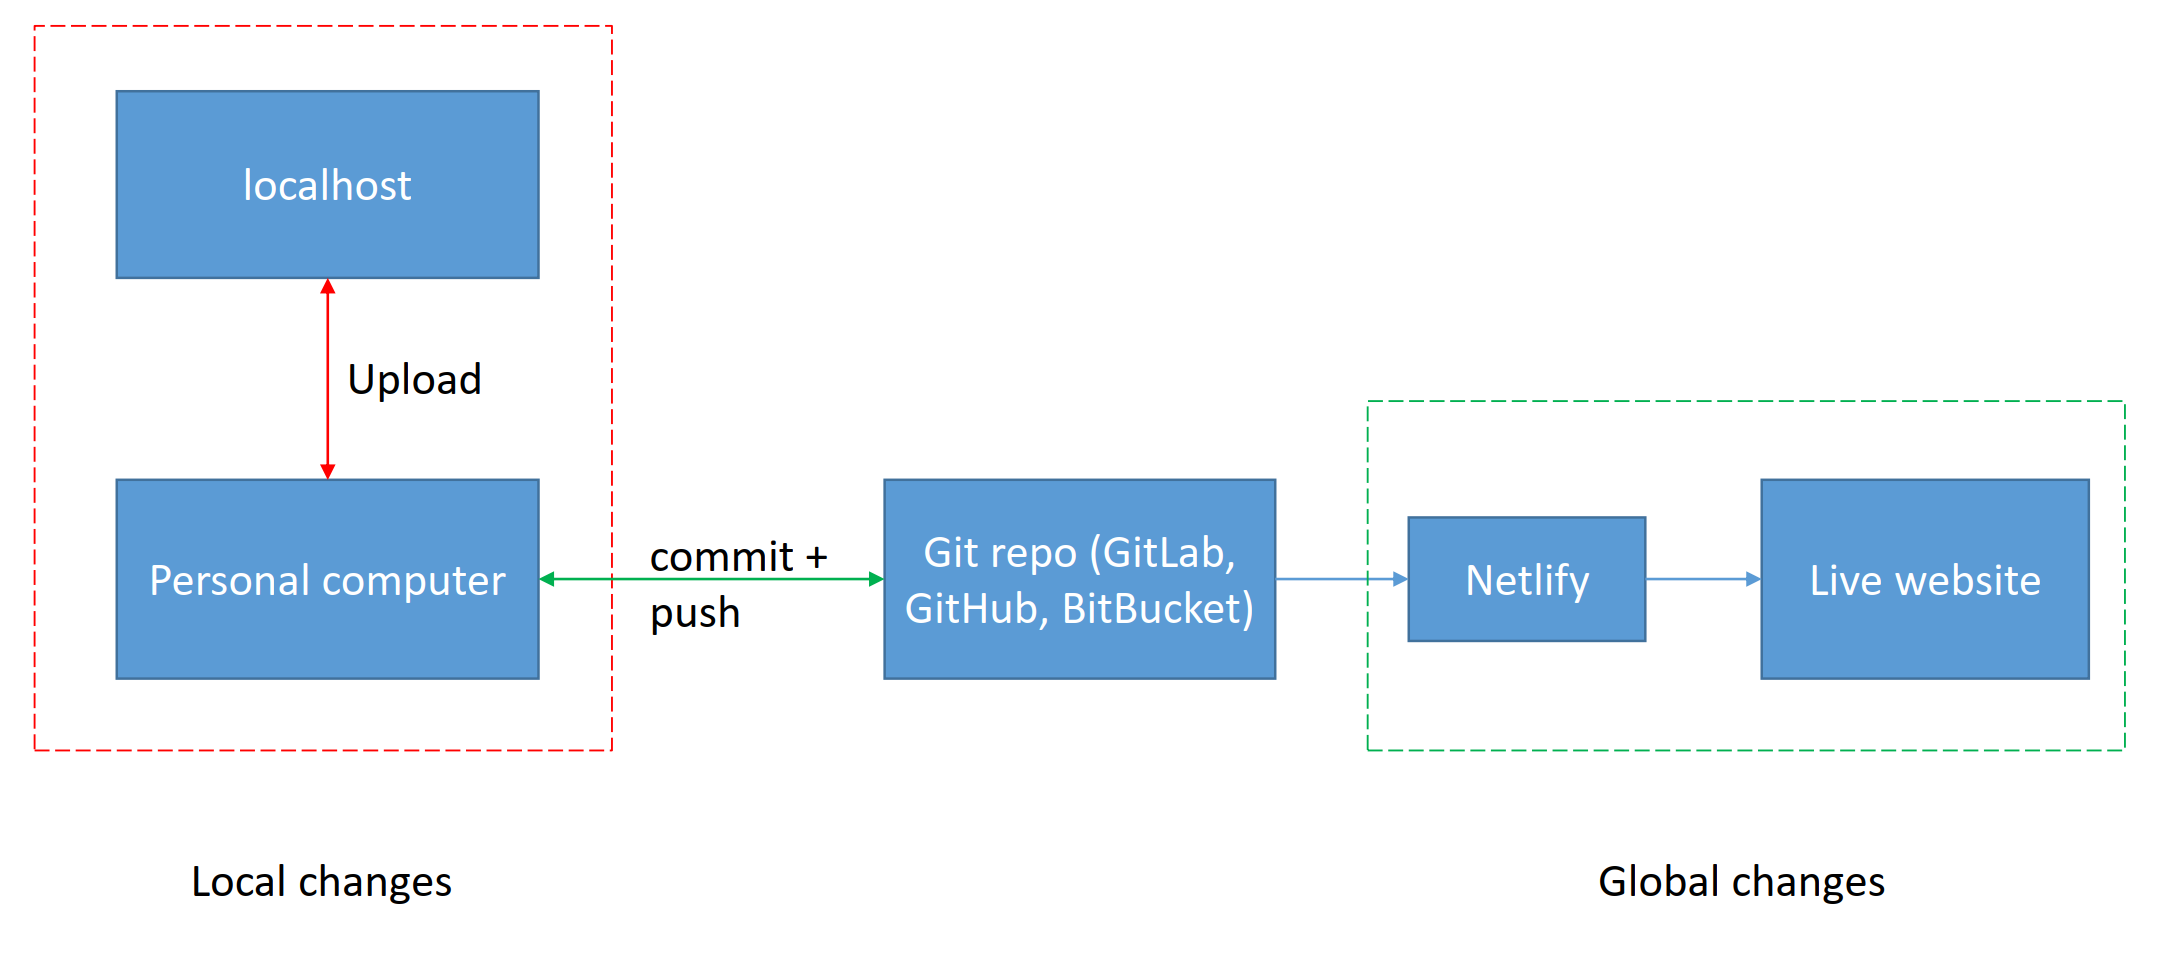 localhost
Upload
Personal computer
commit +
push
Git repo (GitLab,
GitHub, BitBucket)
Netlify
Live website
Local changes
Global changes